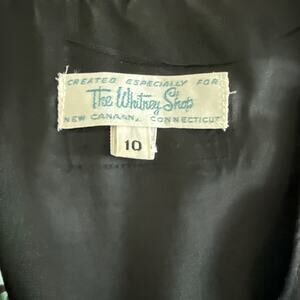 CREATED ESPECIALLY FOR
The Whitney Shop
NEW CANAAN, CONNECTICUT
10